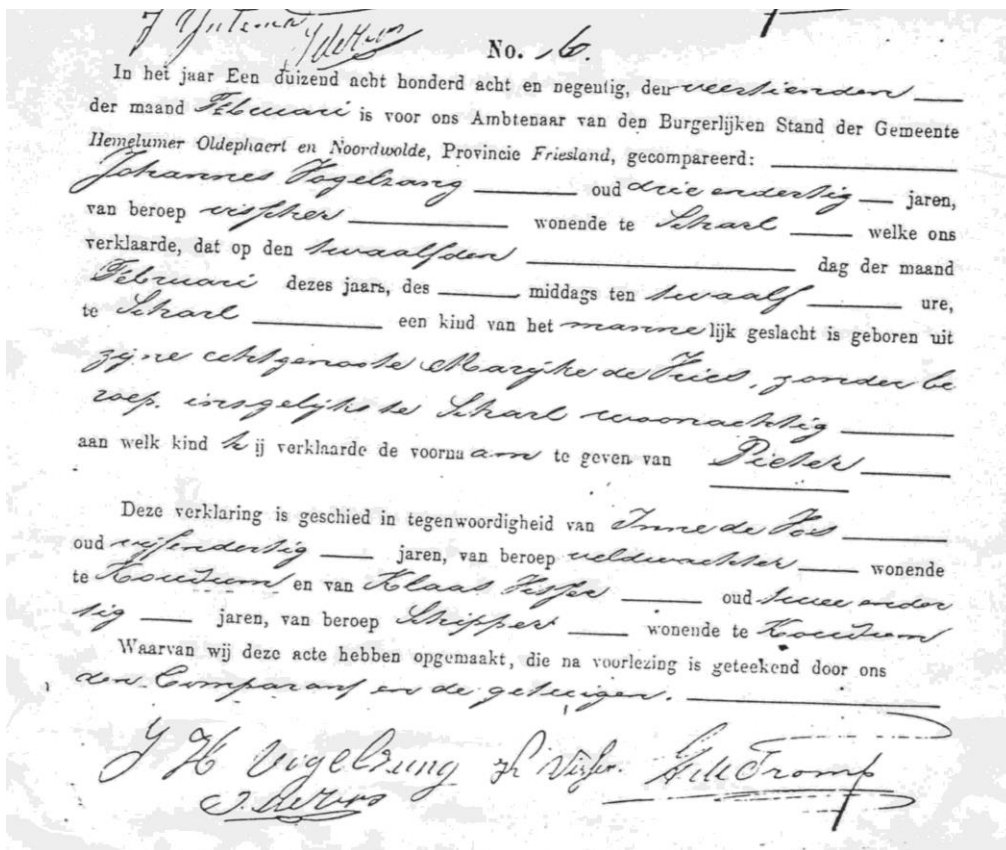 No. 16.
In het jaar Een duizend acht honderd acht en negentig, den veertienden
der maand Februari is voor ons Ambtenaar van den Burgerlijken Stand der Gemeente
Hemelumer Oldephaert en Noordwolde, Provincie Friesland, gecompareerd:
Johannes Vogelzang oud drie endertig jaren,
van beroep visscher wonende te Scharl welke ons
verklaarde, dat op den twaalfden dag der maand
Februari dezes jaars, des middags ten twaalf ure,
te Scharl een kind van het mannelijk geslacht is geboren uit
zijne echtgenoote Marijke de Vries, zonder be
roep. insgelijks te Scharl woonachtig
aan welk kind hij verklaarde de voornaam te geven van Pieter
Deze verklaring is geschied in tegenwoordigheid van Inne de Vos
oud vijfendertig jaren, van beroep veldwachter wonende
te Koudum en van Klaas Visser oud twee ender
tig jaren, van beroep Schipper wonende te Koudum
Waarvan wij deze acte hebben opgemaakt, die na voorlezing is geteekend door ons
den Comparant en de getuigen.
J H Vogelzang Kl Visser. GM Tromp
I. de Vos